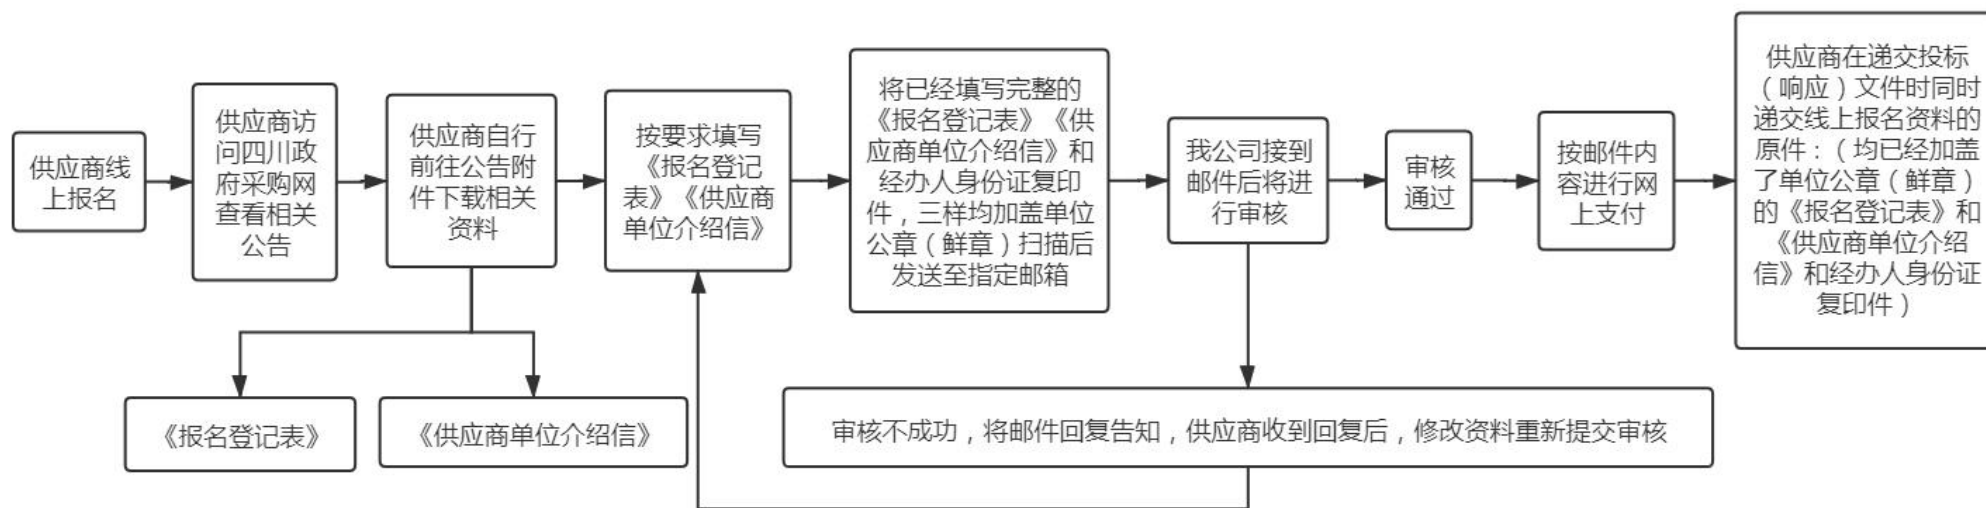 供应商线
上报名
供应商访
问四川政
府采购网
查看相关
公告
供应商自行
前往公告附
件下载相关
资料
《报名登记表》
《供应商单位介绍信》
按要求填写
《报名登记
表》《供应商
单位介绍信》
将已经填写完整的
《报名登记表》《供
应商单位介绍信》和
经办人身份证复印
件，三样均加盖单位
公章（鲜章）扫描后
发送至指定邮箱
我公司接到
邮件后将进
行审核
审核不成功，将邮件回复告知，供应商收到回复后，修改资料重新提交审核
审核
通过
按邮件内
容进行网
上支付
供应商在递交投标
（响应）文件时同时
递交线上报名资料的
原件：（均已经加盖
了单位公章（鲜章）
的《报名登记表》和
《供应商单位介绍
信》和经办人身份证
复印件）